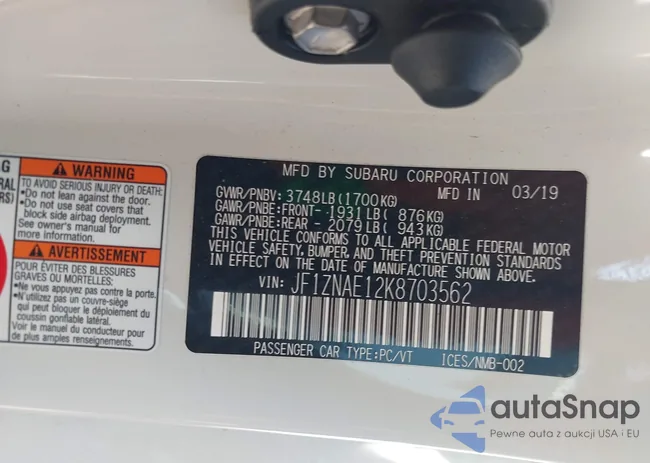 AG
RAL
RS)
WARNING
TO AVOID SERIOUS INJURY OR DEATH:
•Do not lean against the door.
•Do not use seat covers that
block side airbag deployment.
See owner's manual for
more information.
AVERTISSEMENT
POUR ÉVITER DES BLESSURES
GRAVES OU MORTELLES:
•Ne vous appuyez pas contre la porte.
•N'utilisez pas un couvre-siège
qui peut bloquer le déploiement du
coussin gonflable latéral.
Voir le manuel du conducteur pour
de plus amples renseignements.
MFD BY SUBARU CORPORATION
MFD IN 03/19
GVWR/PNBV: 3748LB(1700KG)
GAWR/PNBE:FRONT- 1931LB( 876KG)
GAWR/PNBE:REAR - 2079LB( 943KG)
THIS VEHICLE CONFORMS TO ALL APPLICABLE FEDERAL MOTOR
VEHICLE SAFETY, BUMPER, AND THEFT PREVENTION STANDARDS
IN EFFECT ON THE DATE OF MANUFACTURE SHOWN ABOVE.
VIN: JF1ZNAE12K8703562
PASSENGER CAR TYPE:PC/VT ICES/NMB-002
autaSnap
Pewne auta z aukcji USA i EU